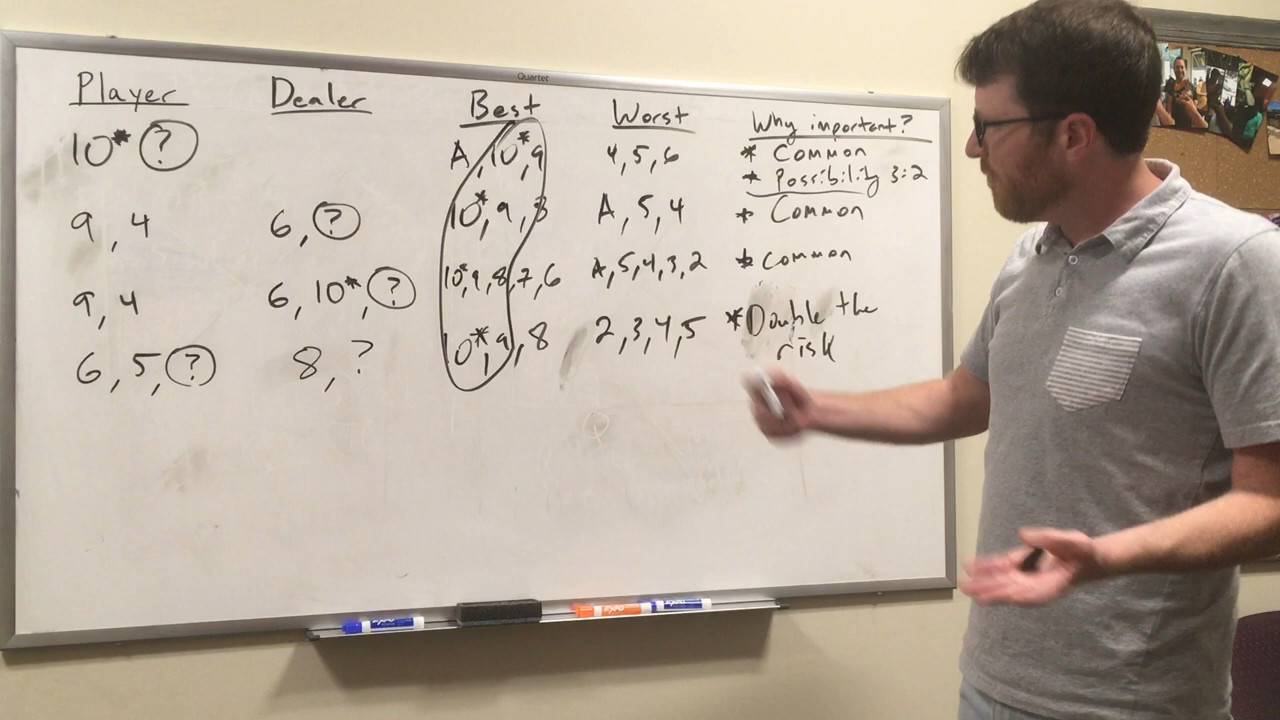 Quartet
Player Dealer Best Worst Why important?
10* ? A, 10*, 9 4, 5, 6 * Common
* Possibility 3:2
9, 4 6, ? 10*, 9, 8 A, 5, 4 * Common
9, 4 6, 10*, ? 10*, 9, 8, 7, 6 A, 5, 4, 3, 2 * Common
6, 5, ? 8, ? 10*, 9, 8 2, 3, 4, 5 * Double the
risk
EXPO